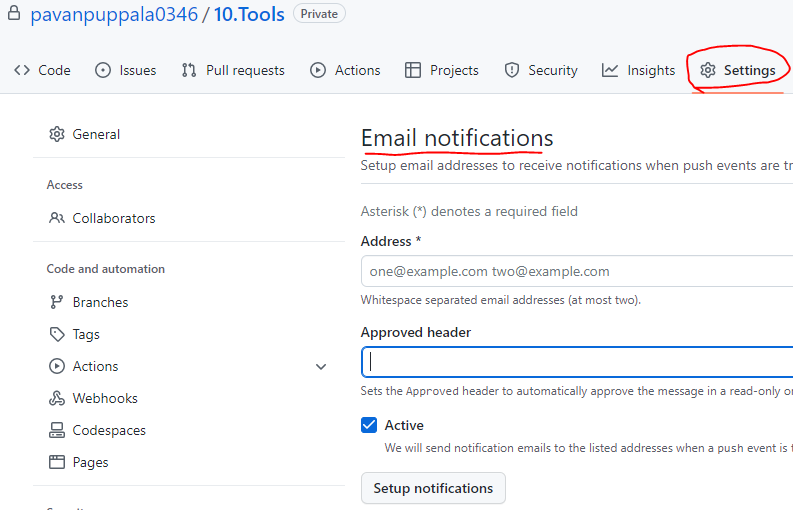 pavanpuppala0346 / 10.Tools Private
Code Issues Pull requests Actions Projects Security Insights Settings
General
Access
Collaborators
Code and automation
Branches
Tags
Actions
Webhooks
Codespaces
Pages
Email notifications
Setup email addresses to receive notifications when push events are
Asterisk (*) denotes a required field
Address *
one@example.com two@example.com
Whitespace separated email addresses (at most two).
Approved header
Sets the Approved header to automatically approve the message in a read-only
Active
We will send notification emails to the listed addresses when a push event is
Setup notifications